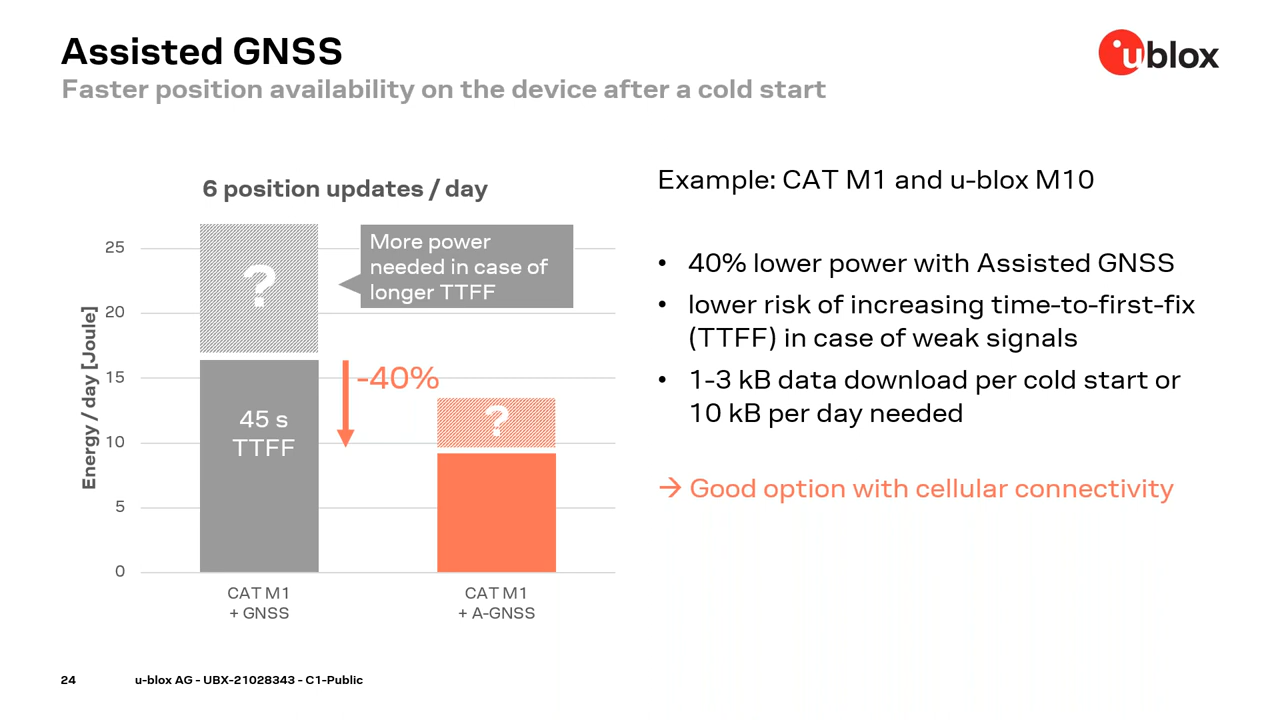 Assisted GNSS
Faster position availability on the device after a cold start
ublox
6 position updates / day
Energy / day [Joule]
25
20
15
10
5
0
?
More power
needed in case of
longer TTFF
-40%
45 s
TTFF
?
CAT M1
+ GNSS
CAT M1
+ A-GNSS
Example: CAT M1 and u-blox M10
• 40% lower power with Assisted GNSS
• lower risk of increasing time-to-first-fix
(TTFF) in case of weak signals
• 1-3 kB data download per cold start or
10 kB per day needed
→ Good option with cellular connectivity
24
u-blox AG - UBX-21028343 - C1-Public